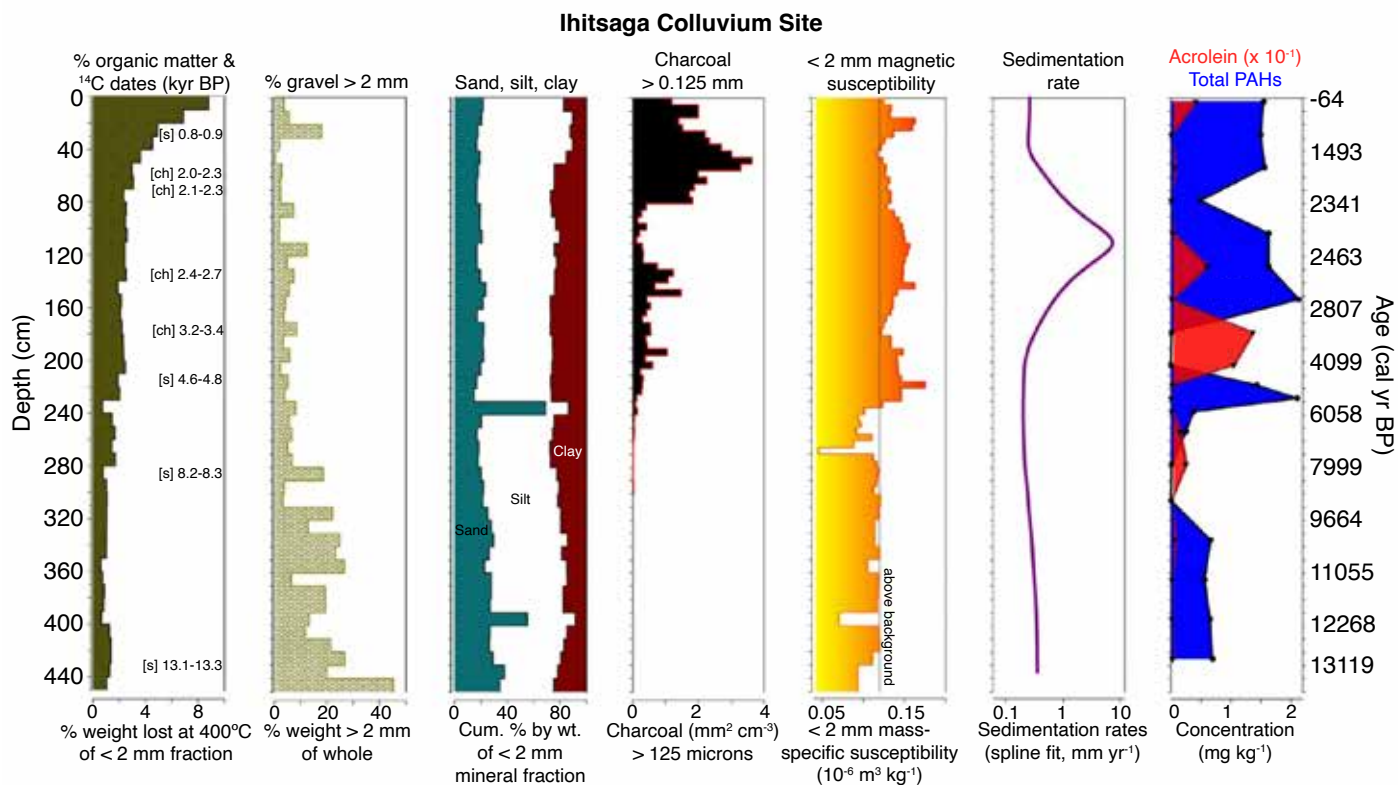 Ihitsaga Colluvium Site
% organic matter &
¹⁴C dates (kyr BP)
% gravel > 2 mm
Sand, silt, clay
Charcoal
> 0.125 mm
< 2 mm magnetic
susceptibility
Sedimentation
rate
Acrolein (x 10⁻¹)
Total PAHs
Depth (cm)
0
40
80
120
160
200
240
280
320
360
400
440
[s] 0.8-0.9
[ch] 2.0-2.3
[ch] 2.1-2.3
[ch] 2.4-2.7
[ch] 3.2-3.4
[s] 4.6-4.8
[s] 8.2-8.3
[s] 13.1-13.3
Sand
Silt
Clay
above background
-64
1493
2341
2463
2807
4099
6058
7999
9664
11055
12268
13119
Age (cal yr BP)
0 4 8
% weight lost at 400ºC
of < 2 mm fraction
0 20 40
% weight > 2 mm
of whole
0 40 80
Cum. % by wt.
of < 2 mm
mineral fraction
0 2 4
Charcoal (mm² cm⁻³)
> 125 microns
0.05 0.15
< 2 mm mass-
specific susceptibility
(10⁻⁶ m³ kg⁻¹)
0.1 1 10
Sedimentation rates
(spline fit, mm yr⁻¹)
0 1 2
Concentration
(mg kg⁻¹)